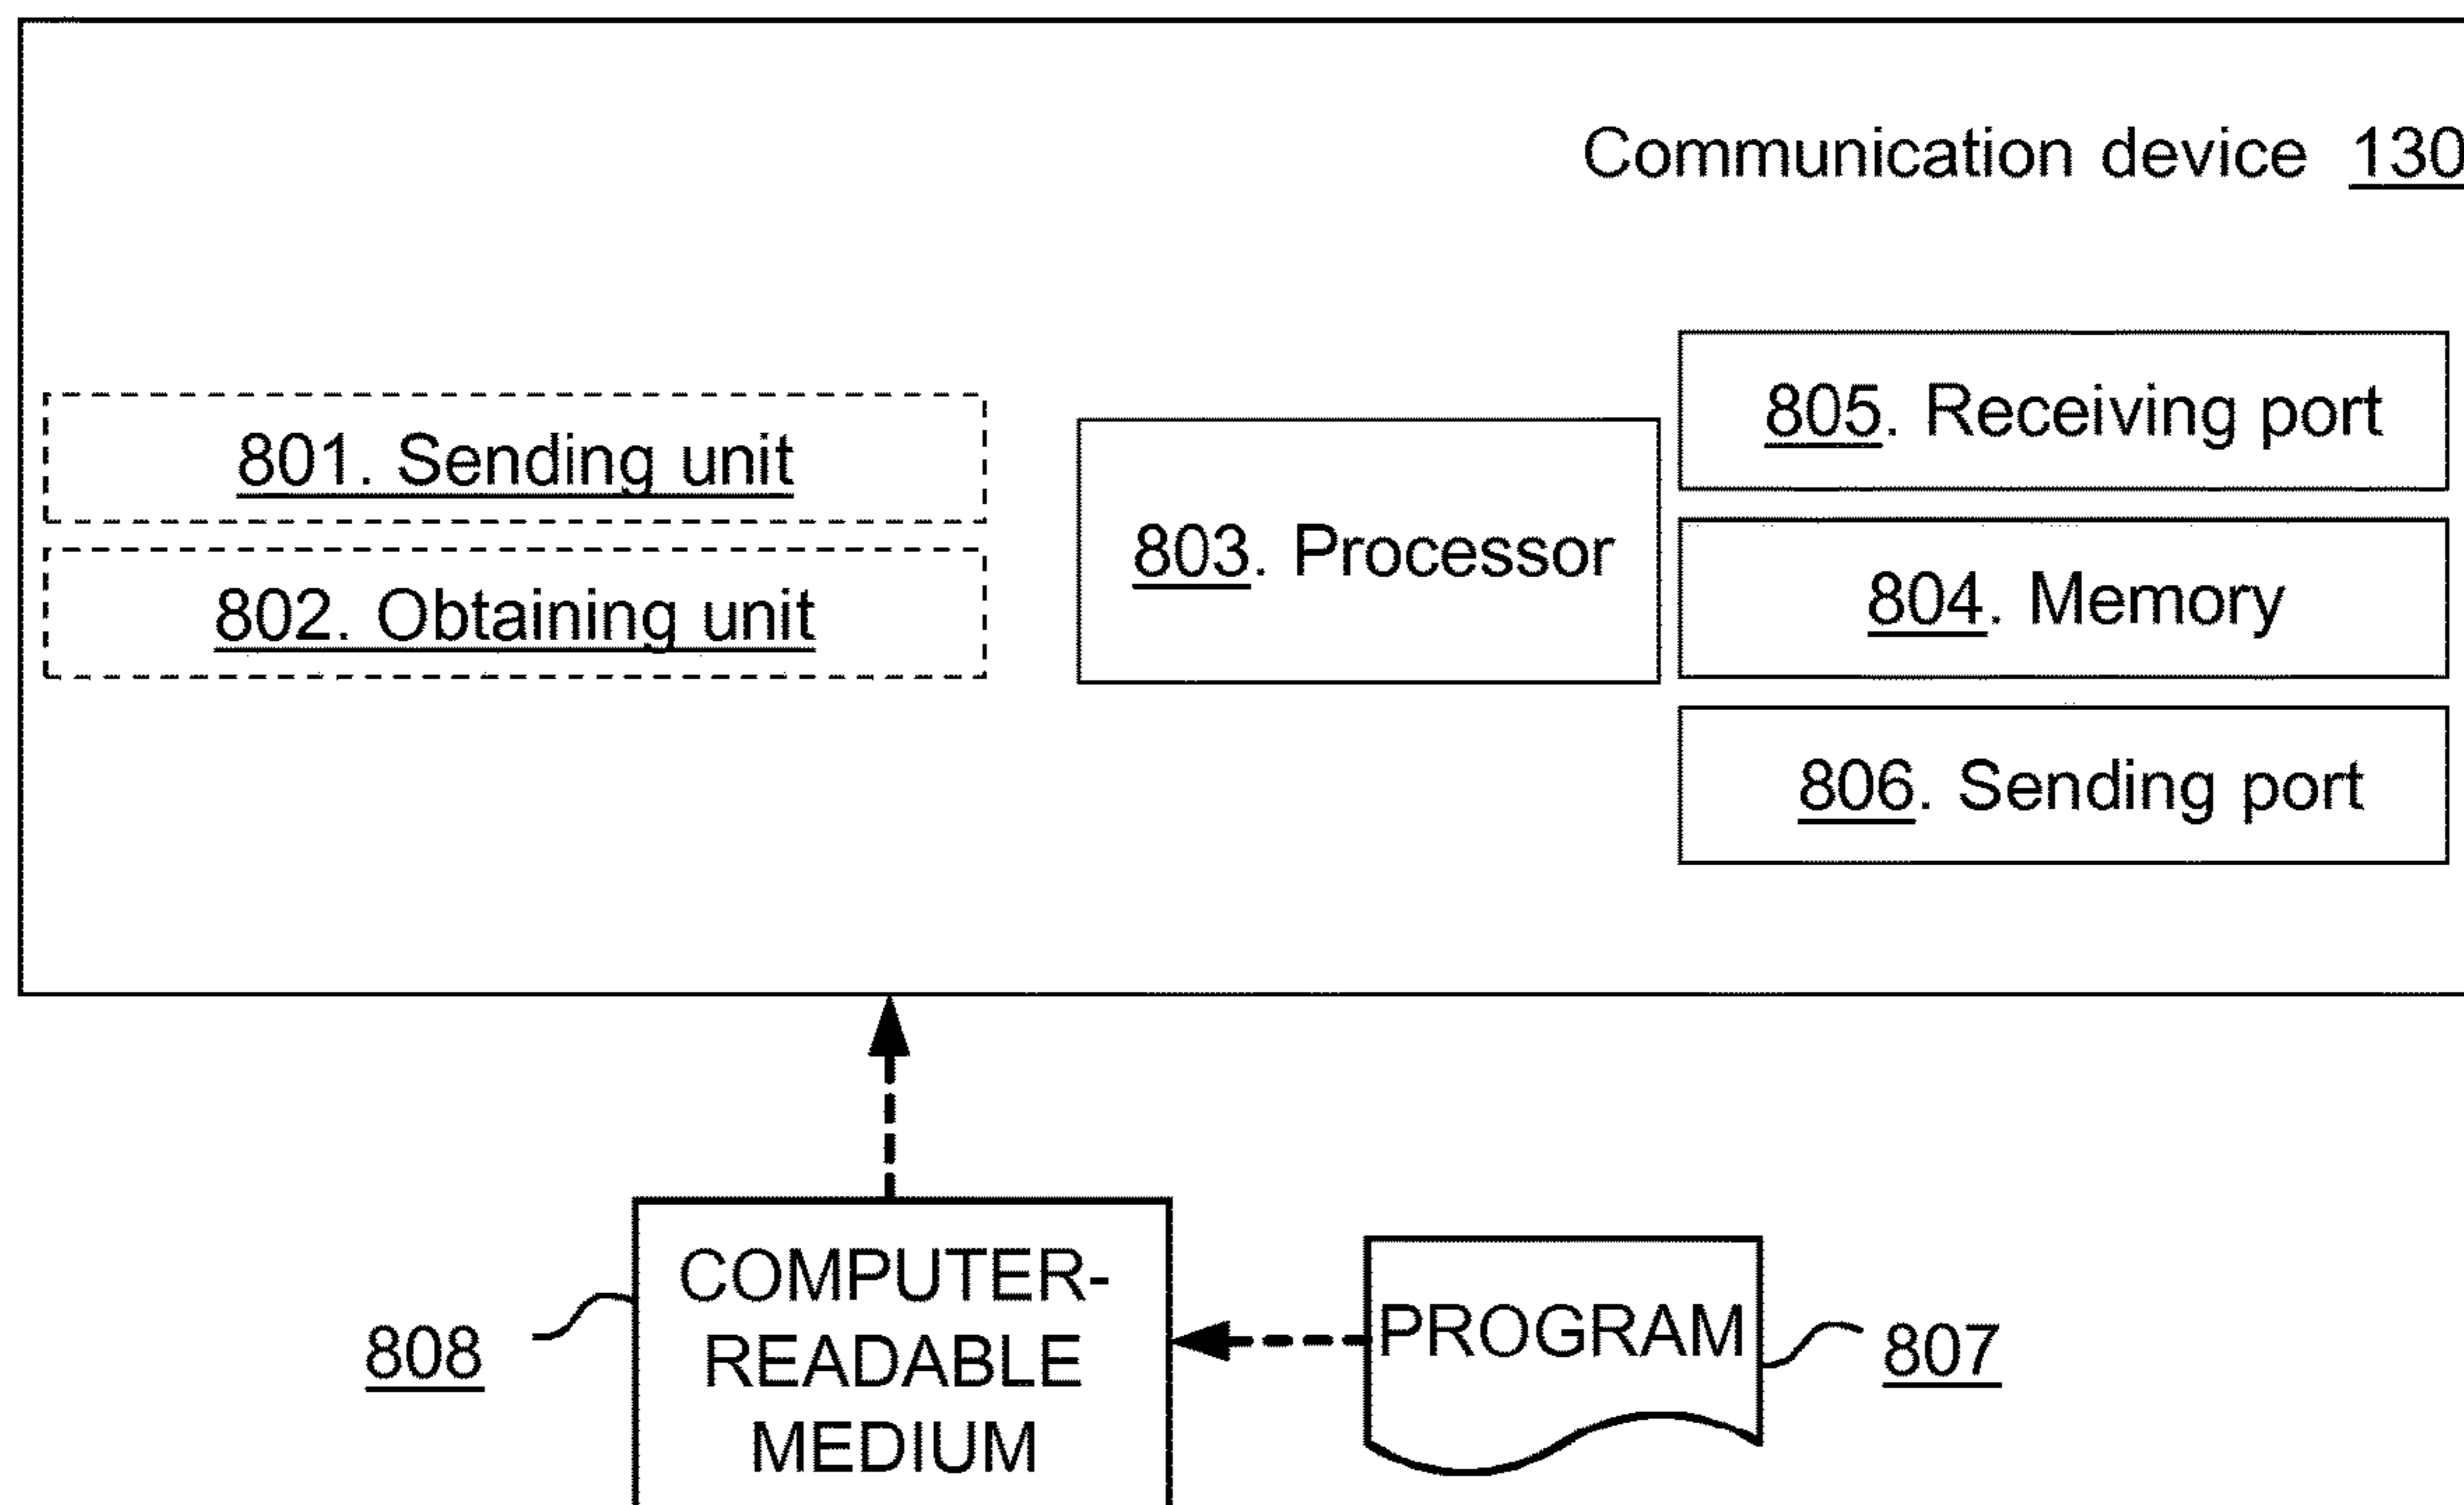 Communication device 130
801. Sending unit
802. Obtaining unit
803. Processor
805. Receiving port
804. Memory
806. Sending port
808
COMPUTER-
READABLE
MEDIUM
PROGRAM
807